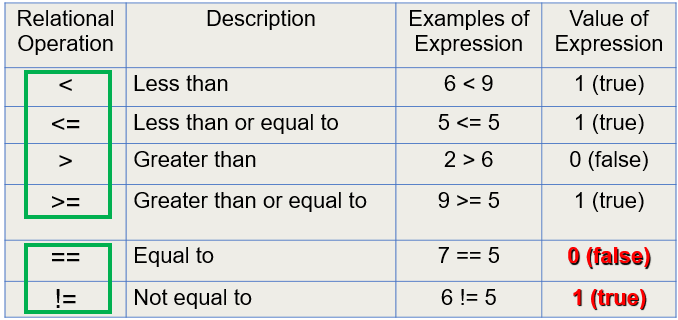 Relational Operation Description Examples of Expression Value of Expression
< Less than 6 < 9 1 (true)
<= Less than or equal to 5 <= 5 1 (true)
> Greater than 2 > 6 0 (false)
>= Greater than or equal to 9 >= 5 1 (true)
== Equal to 7 == 5 0 (false)
!= Not equal to 6 != 5 1 (true)